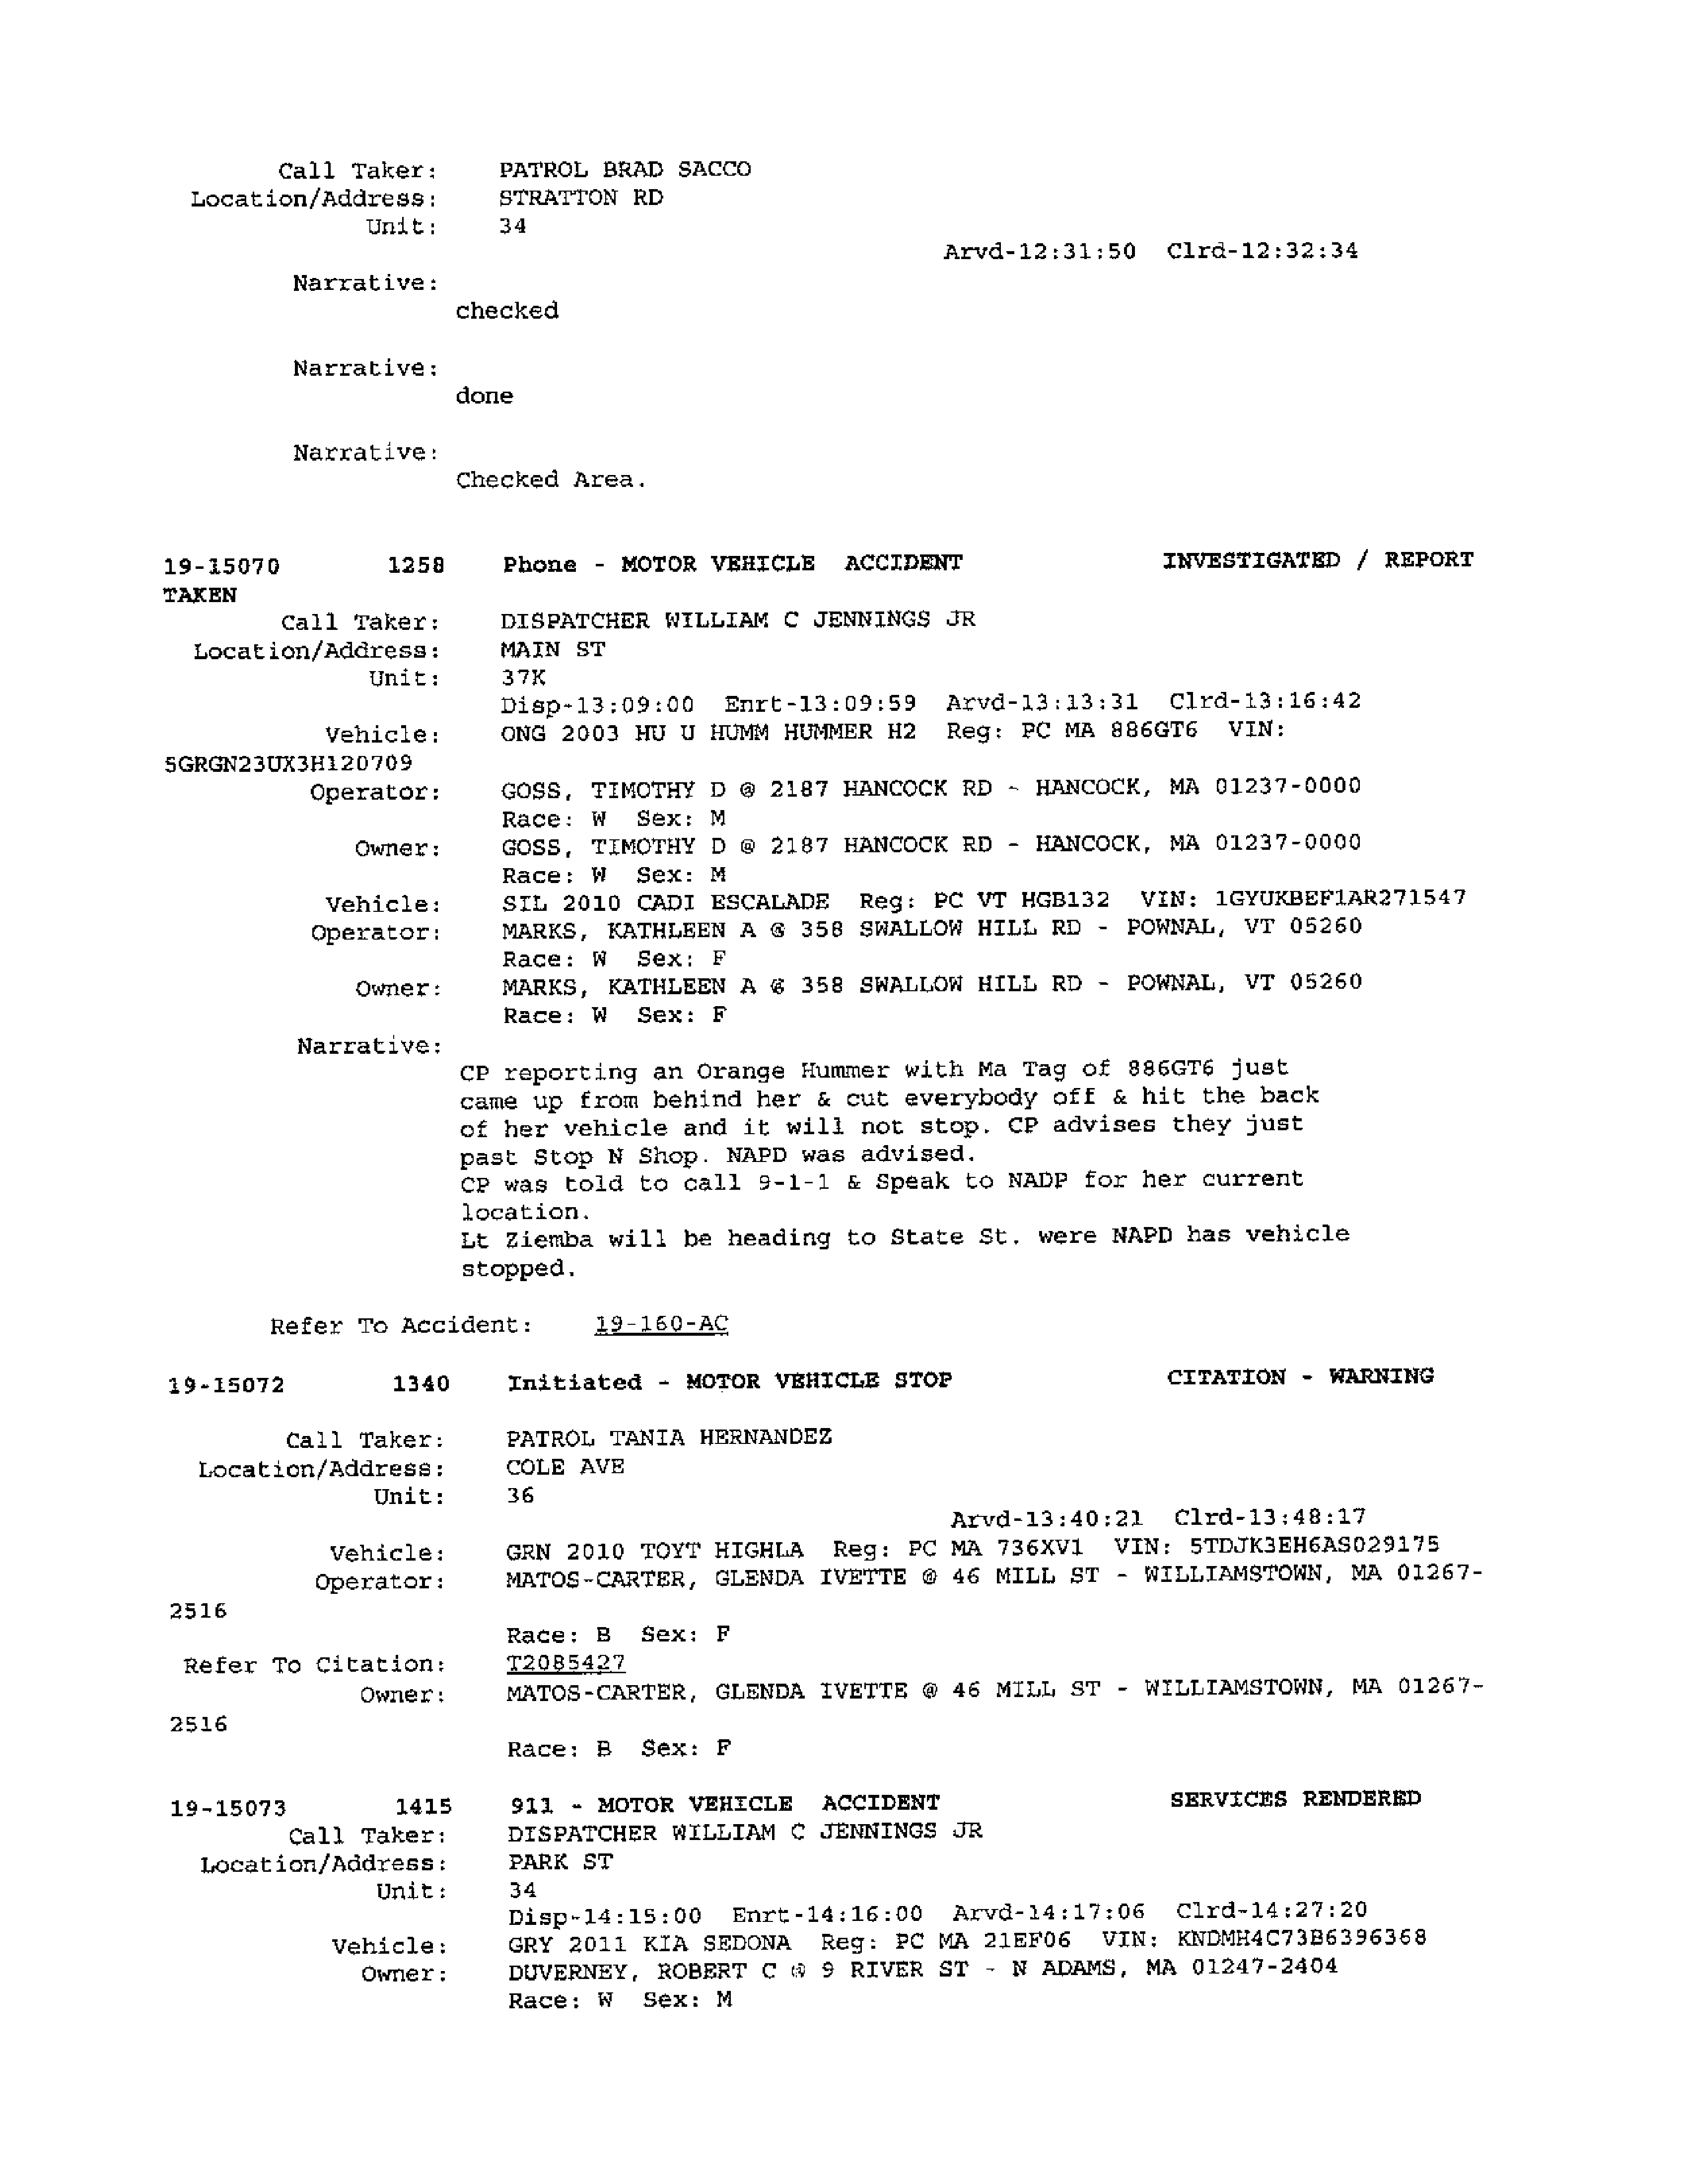 Call Taker: PATROL BRAD SACCO
Location/Address: STRATTON RD
Unit: 34
Arvd-12:31:50 Clrd-12:32:34
Narrative:
checked
Narrative:
done
Narrative:
Checked Area.
19-15070 1258 Phone - MOTOR VEHICLE ACCIDENT INVESTIGATED / REPORT
TAKEN
Call Taker: DISPATCHER WILLIAM C JENNINGS JR
Location/Address: MAIN ST
Unit: 37K
Disp-13:09:00 Enrt-13:09:59 Arvd-13:13:31 Clrd-13:16:42
Vehicle: ONG 2003 HU U HUMM HUMMER H2 Reg: PC MA 886GT6 VIN:
5GRGN23UX3H120709
Operator: GOSS, TIMOTHY D @ 2187 HANCOCK RD - HANCOCK, MA 01237-0000
Race: W Sex: M
Owner: GOSS, TIMOTHY D @ 2187 HANCOCK RD - HANCOCK, MA 01237-0000
Race: W Sex: M
Vehicle: SIL 2010 CADI ESCALADE Reg: PC VT HGB132 VIN: 1GYUKBEF1AR271547
Operator: MARKS, KATHLEEN A @ 358 SWALLOW HILL RD - POWNAL, VT 05260
Race: W Sex: F
Owner: MARKS, KATHLEEN A @ 358 SWALLOW HILL RD - POWNAL, VT 05260
Race: W Sex: F
Narrative:
CP reporting an Orange Hummer with Ma Tag of 886GT6 just
came up from behind her & cut everybody off & hit the back
of her vehicle and it will not stop. CP advises they just
past Stop N Shop. NAPD was advised.
CP was told to call 9-1-1 & Speak to NADP for her current
location.
Lt Ziemba will be heading to State St. were NAPD has vehicle
stopped.
Refer To Accident: 19-160-AC
19-15072 1340 Initiated - MOTOR VEHICLE STOP CITATION - WARNING
Call Taker: PATROL TANIA HERNANDEZ
Location/Address: COLE AVE
Unit: 36
Arvd-13:40:21 Clrd-13:48:17
Vehicle: GRN 2010 TOYT HIGHLA Reg: PC MA 736XV1 VIN: 5TDJK3EH6AS029175
Operator: MATOS-CARTER, GLENDA IVETTE @ 46 MILL ST - WILLIAMSTOWN, MA 01267-
2516
Race: B Sex: F
Refer To Citation: T2085427
Owner: MATOS-CARTER, GLENDA IVETTE @ 46 MILL ST - WILLIAMSTOWN, MA 01267-
2516
Race: B Sex: F
19-15073 1415 911 - MOTOR VEHICLE ACCIDENT SERVICES RENDERED
Call Taker: DISPATCHER WILLIAM C JENNINGS JR
Location/Address: PARK ST
Unit: 34
Disp-14:15:00 Enrt-14:16:00 Arvd-14:17:06 Clrd-14:27:20
Vehicle: GRY 2011 KIA SEDONA Reg: PC MA 21EF06 VIN: KNDMH4C73B6396368
Owner: DUVERNEY, ROBERT C @ 9 RIVER ST - N ADAMS, MA 01247-2404
Race: W Sex: M